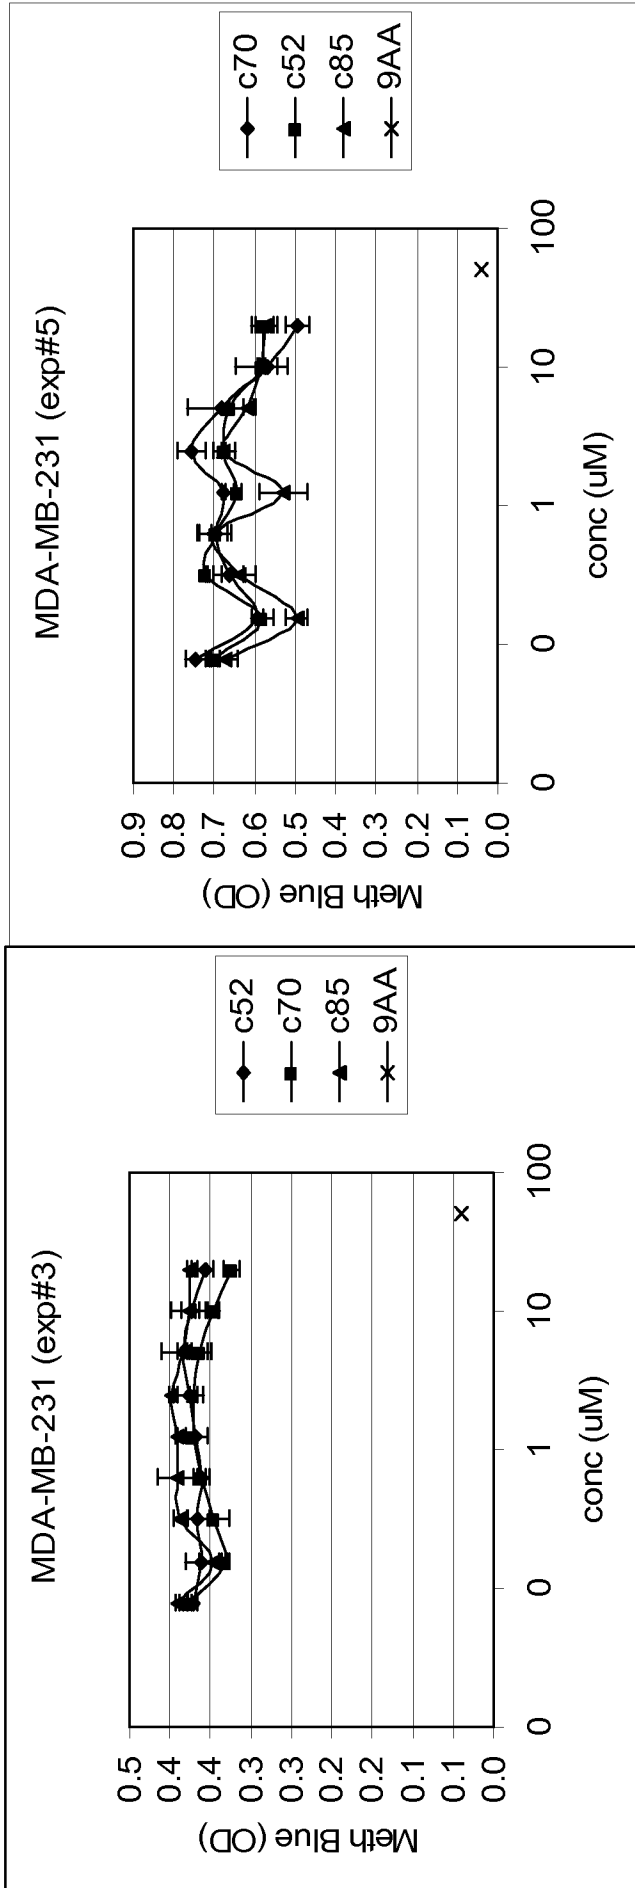 MDA-MB-231 (exp#3)
0.5
0.4
0.4
0.3
0.3
0.2
0.2
0.1
0.1
0.0
Meth Blue (OD)
0
0
1
10
100
conc (uM)
c52
c70
c85
9AA
MDA-MB-231 (exp#5)
0.9
0.8
0.7
0.6
0.5
0.4
0.3
0.2
0.1
0.0
Meth Blue (OD)
0
0
1
10
100
conc (uM)
c70
c52
c85
9AA